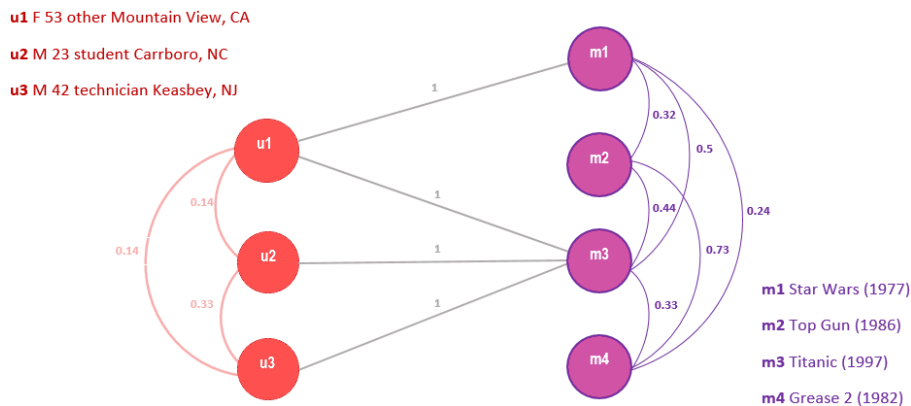 u1 F 53 other Mountain View, CA
u2 M 23 student Carrboro, NC
u3 M 42 technician Keasbey, NJ
m1
1
0.32
u1
0.5
m2
0.14
1
0.44
0.24
0.14
1
0.73
u2
m3
0.33
1
0.33
m1 Star Wars (1977)
m2 Top Gun (1986)
u3
m4
m3 Titanic (1997)
m4 Grease 2 (1982)